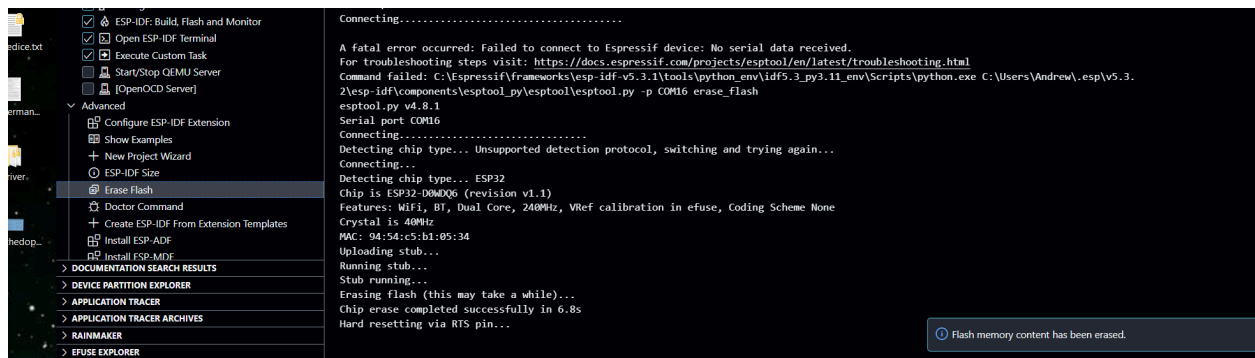 edice.txt
erman...
river.
hedop...
ESP-IDF: Build, Flash and Monitor
Open ESP-IDF Terminal
Execute Custom Task
Start/Stop QEMU Server
[OpenOCD Server]
Advanced
Configure ESP-IDF Extension
Show Examples
New Project Wizard
ESP-IDF Size
Erase Flash
Doctor Command
Create ESP-IDF From Extension Templates
Install ESP-ADF
Install ESP-MDF
DOCUMENTATION SEARCH RESULTS
DEVICE PARTITION EXPLORER
APPLICATION TRACER
APPLICATION TRACER ARCHIVES
RAINMAKER
EFUSE EXPLORER
Connecting......................................
A fatal error occurred: Failed to connect to Espressif device: No serial data received.
For troubleshooting steps visit: https://docs.espressif.com/projects/esptool/en/latest/troubleshooting.html
Command failed: C:\Espressif\frameworks\esp-idf-v5.3.1\tools\python_env\idf5.3_py3.11_env\Scripts\python.exe C:\Users\Andrew\.esp\v5.3.
2\esp-idf\components\esptool_py\esptool\esptool.py -p COM16 erase_flash
esptool.py v4.8.1
Serial port COM16
Connecting................................
Detecting chip type... Unsupported detection protocol, switching and trying again...
Connecting...
Detecting chip type... ESP32
Chip is ESP32-D0WDQ6 (revision v1.1)
Features: WiFi, BT, Dual Core, 240MHz, VRef calibration in efuse, Coding Scheme None
Crystal is 40MHz
MAC: 94:54:c5:b1:05:34
Uploading stub...
Running stub...
Stub running...
Erasing flash (this may take a while)...
Chip erase completed successfully in 6.8s
Hard resetting via RTS pin...
Flash memory content has been erased.